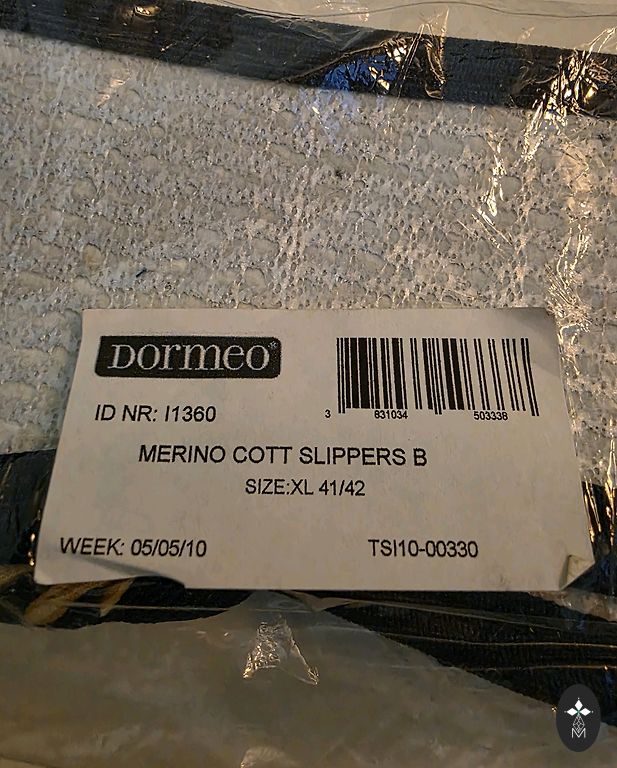 DORMEO®
3 831034 503338
ID NR: I1360
MERINO COTT SLIPPERS B
SIZE:XL 41/42
WEEK: 05/05/10 TSI10-00330
M